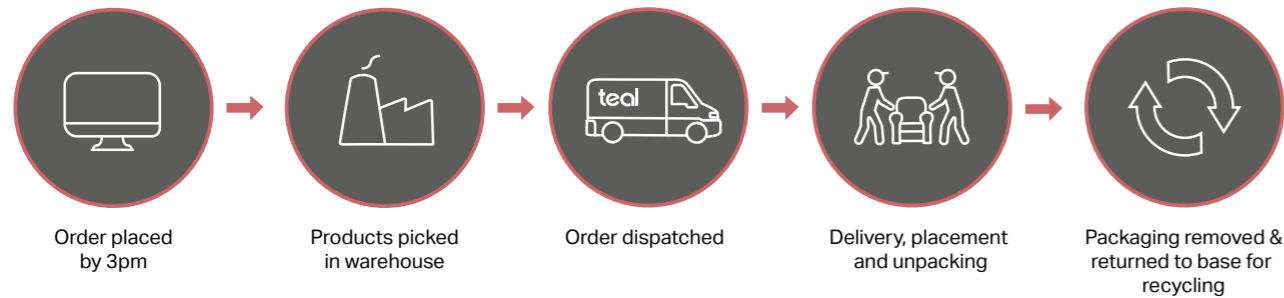 teal
Order placed
by 3pm
Products picked
in warehouse
Order dispatched
Delivery, placement
and unpacking
Packaging removed &
returned to base for
recycling